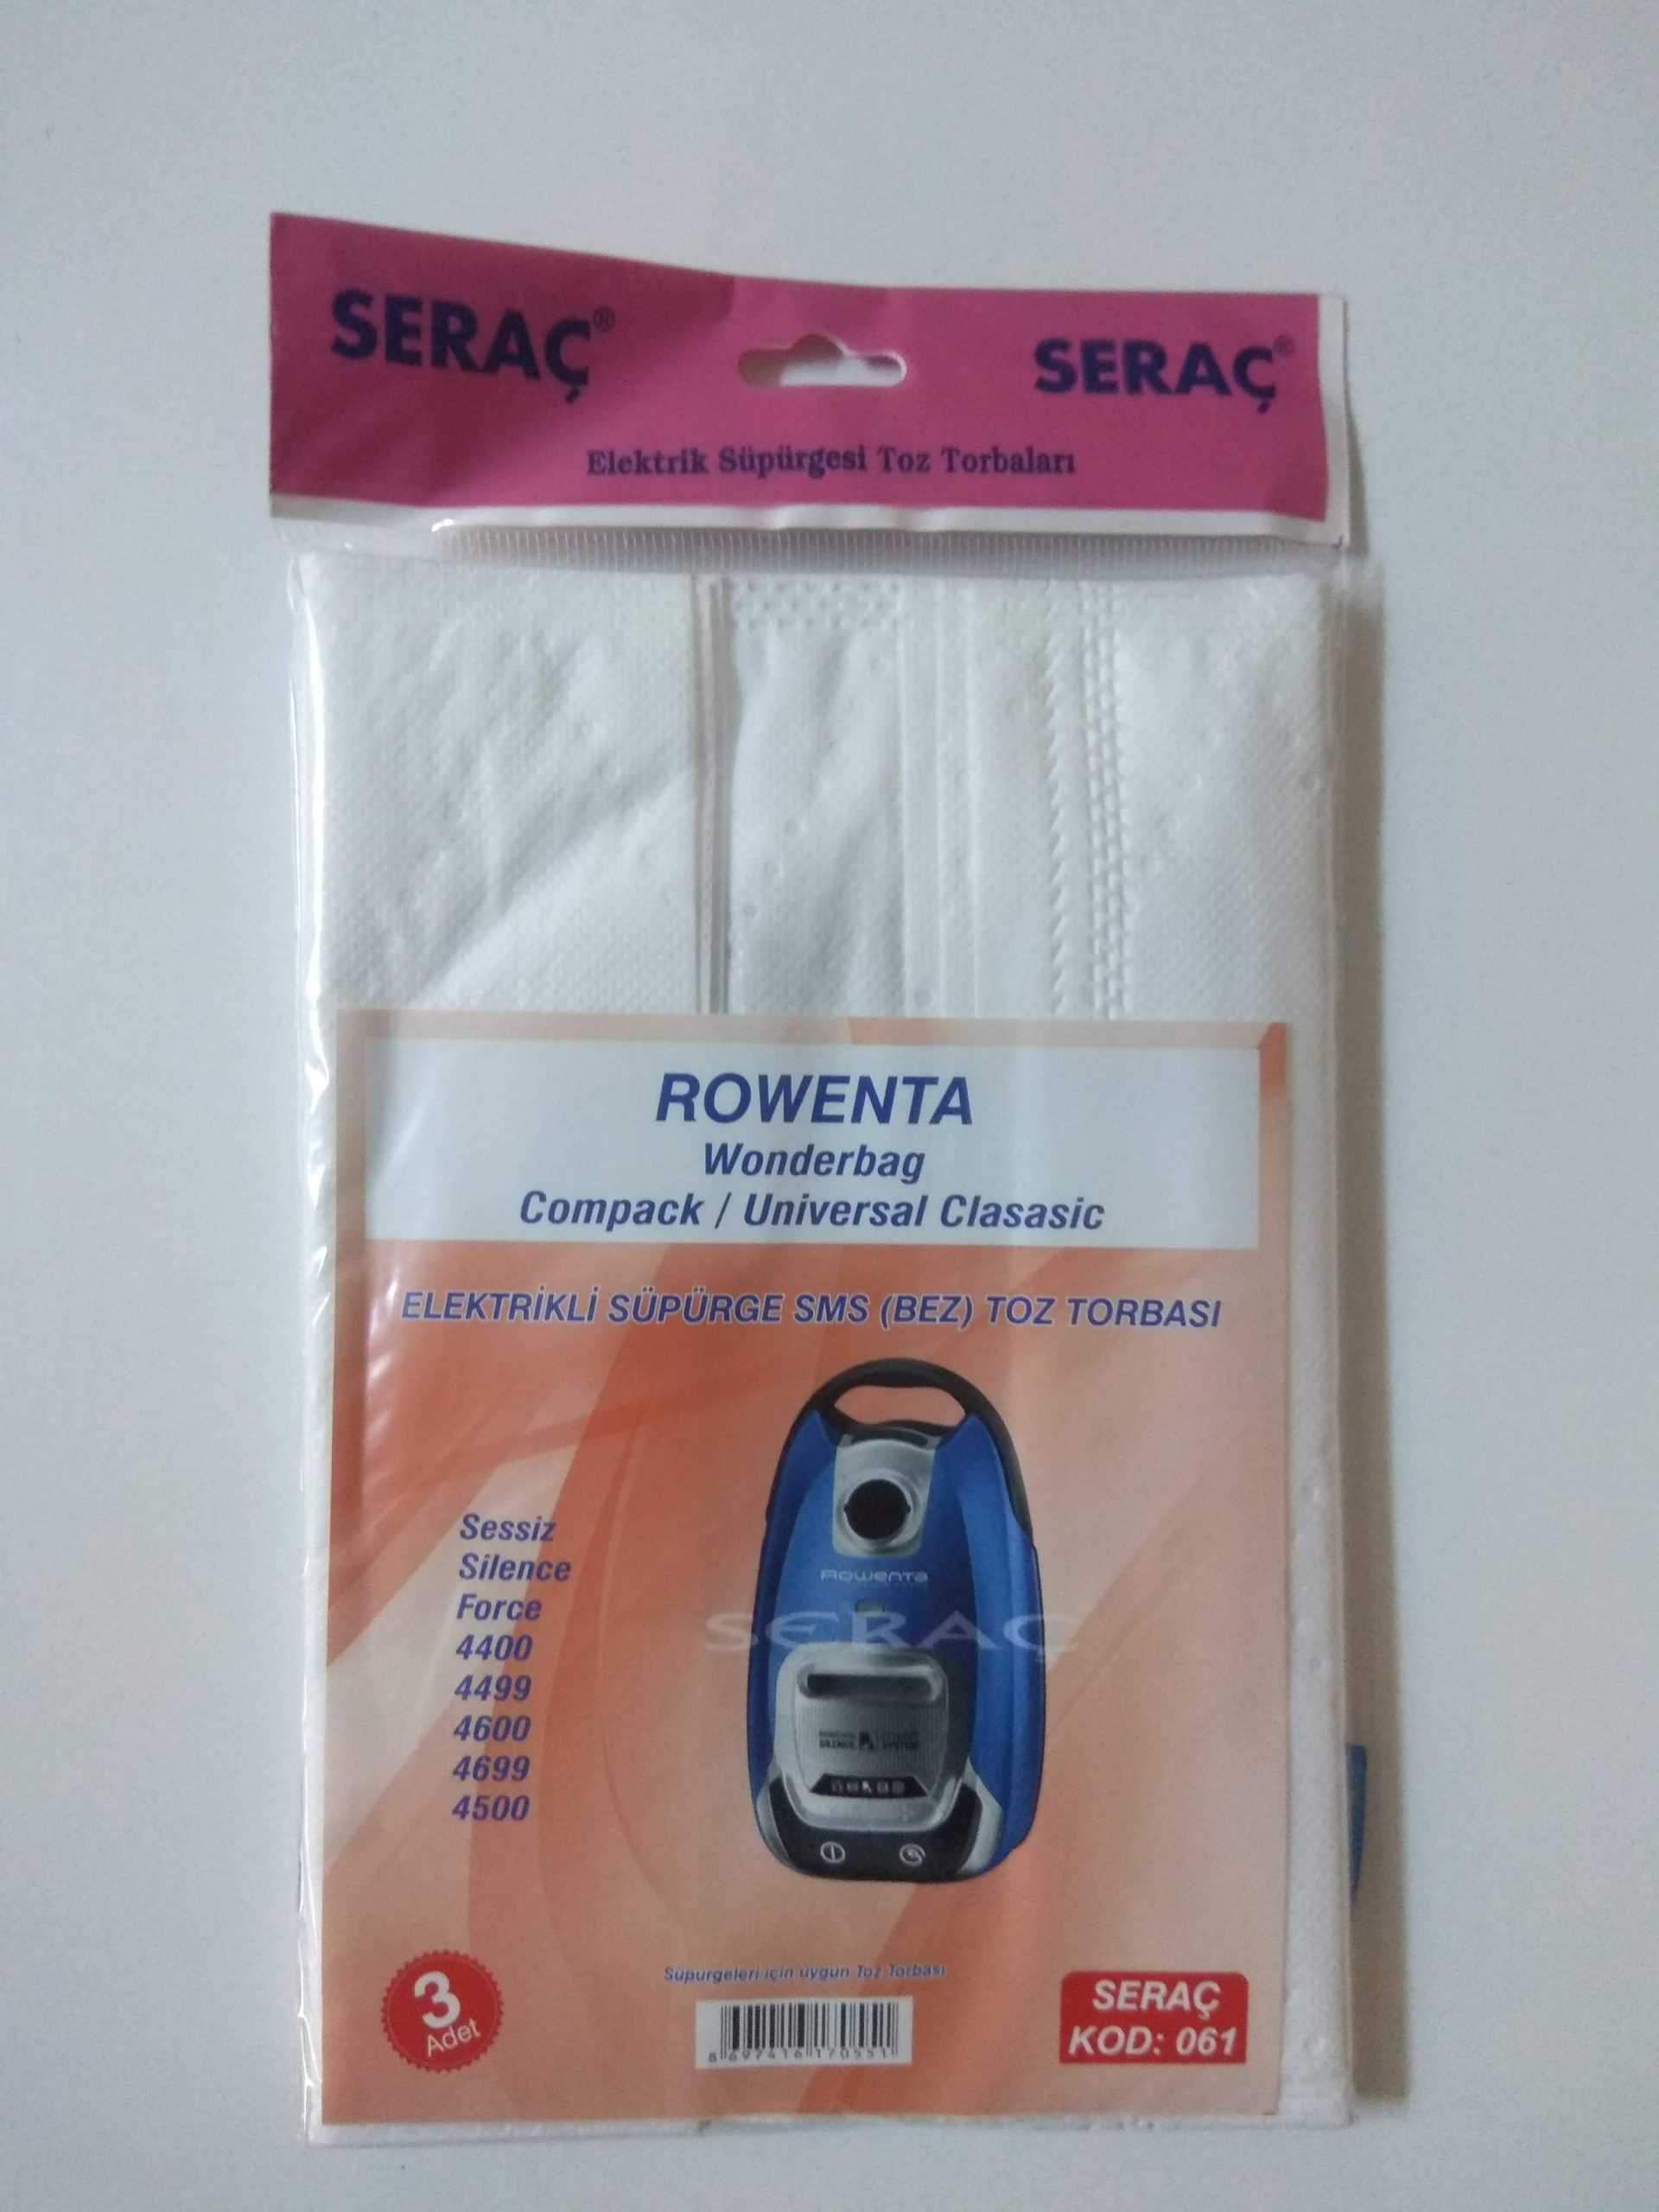 SERAÇ®
SERAÇ®
Elektrik Süpürgesi Toz Torbaları
ROWENTA
Wonderbag
Compack / Universal Clasasic
ELEKTRİKLİ SÜPÜRGE SMS (BEZ) TOZ TORBASI
Rowenta
SERAÇ
Sessiz
Silence
Force
4400
4499
4600
4699
4500
3
Adet
Süpürgeleri için uygun Toz Torbası
8697416170551
SERAÇ
KOD: 061